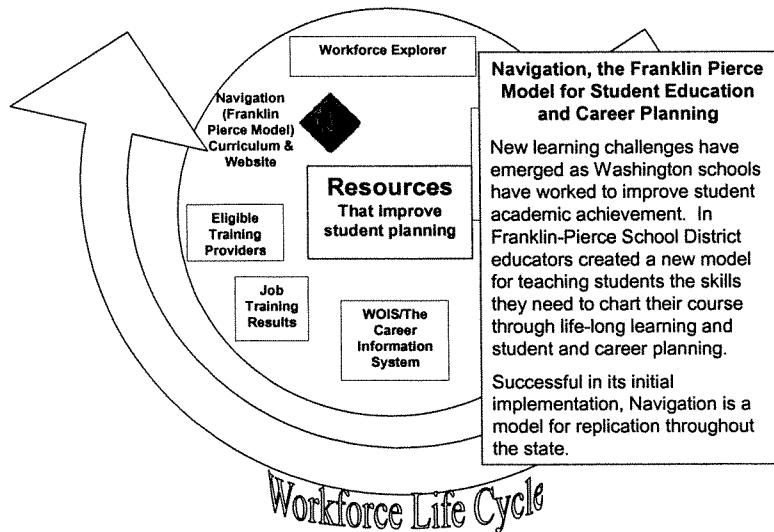 Workforce Explorer
Navigation
(Franklin
Pierce Model)
Curriculum &
Website
Resources
That improve
student planning
Eligible
Training
Providers
Job
Training
Results
WOIS/The
Career
Information
System
Navigation, the Franklin Pierce
Model for Student Education
and Career Planning
New learning challenges have
emerged as Washington schools
have worked to improve student
academic achievement. In
Franklin-Pierce School District
educators created a new model
for teaching students the skills
they need to chart their course
through life-long learning and
student and career planning.
Successful in its initial
implementation, Navigation is a
model for replication throughout
the state.
Workforce Life Cycle